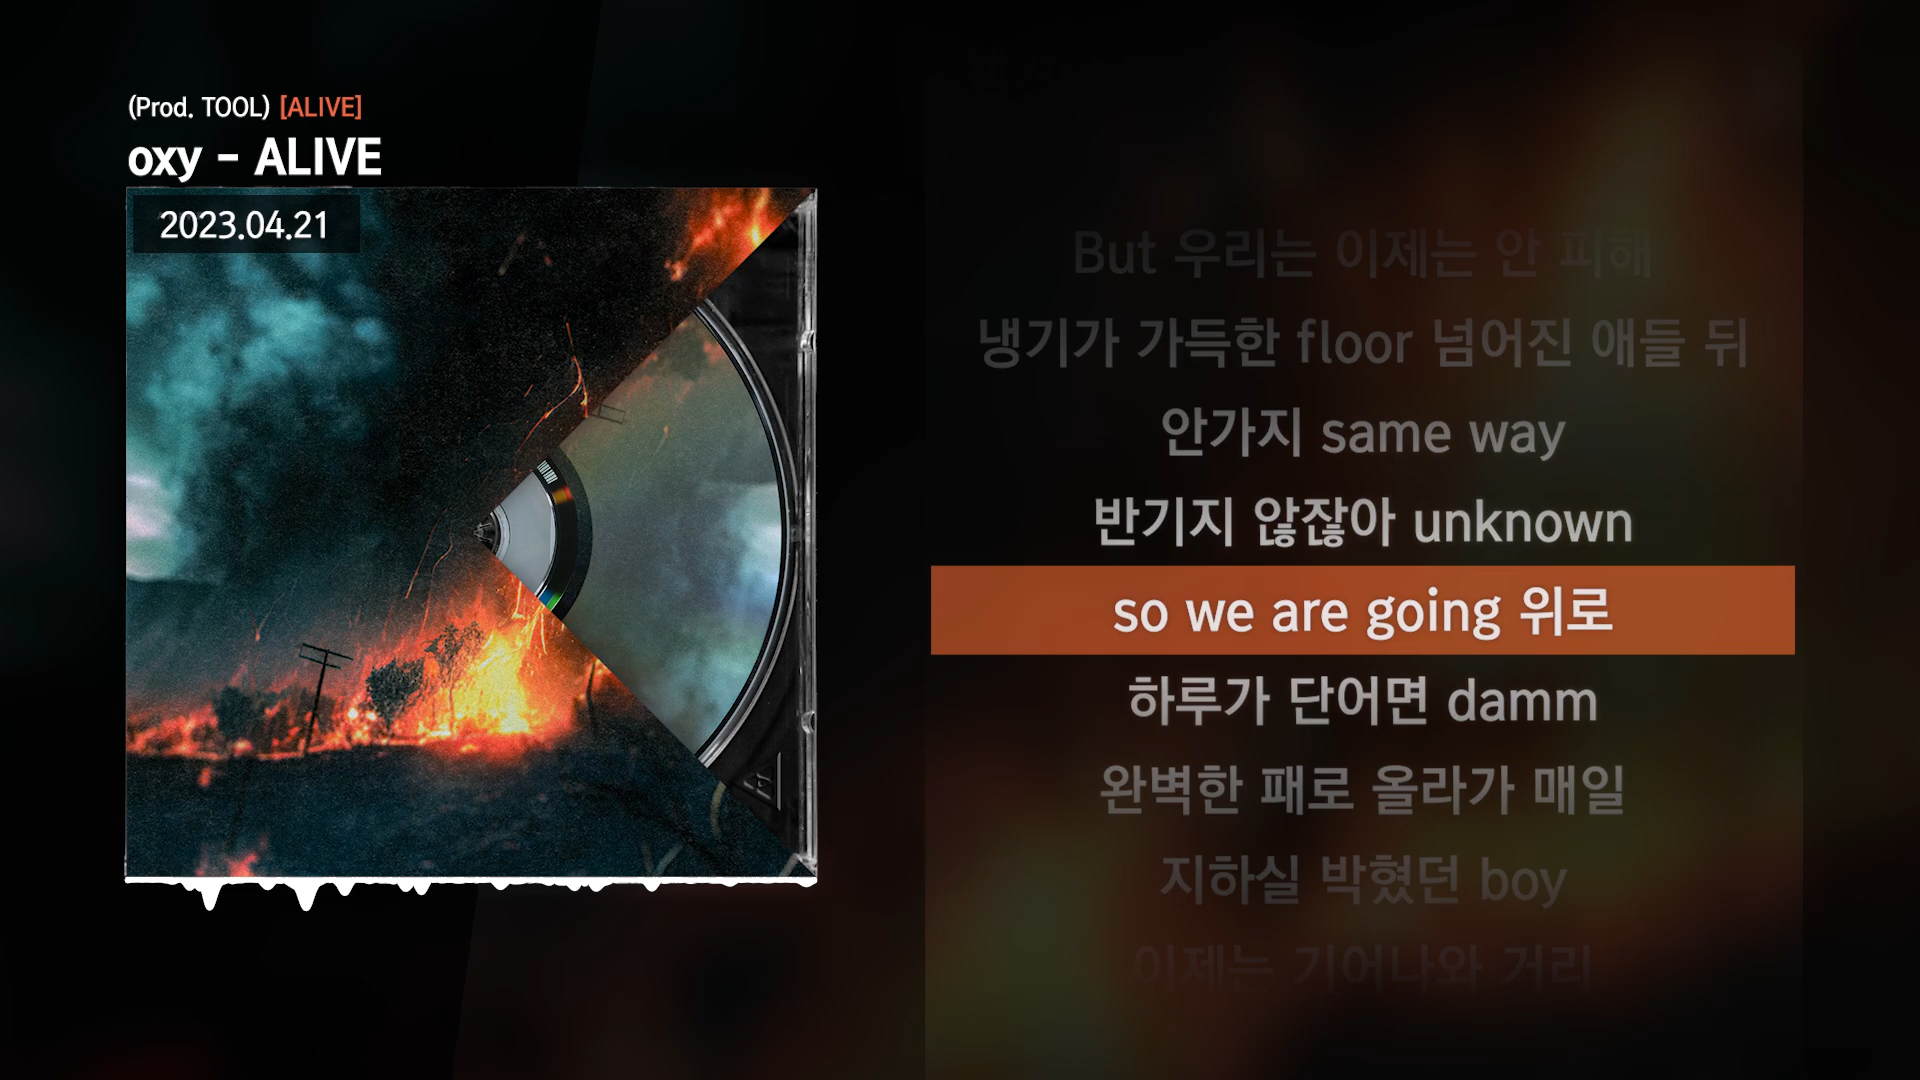 (Prod. TOOL) [ALIVE]
oxy - ALIVE
2023.04.21
But 우리는 이제는 안 피해
냉기가 가득한 floor 넘어진 애들 뒤
안가지 same way
반기지 않잖아 unknown
so we are going 위로
하루가 단어면 damm
완벽한 패로 올라가 매일
지하실 박혔던 boy
이제는 기어나와 거리